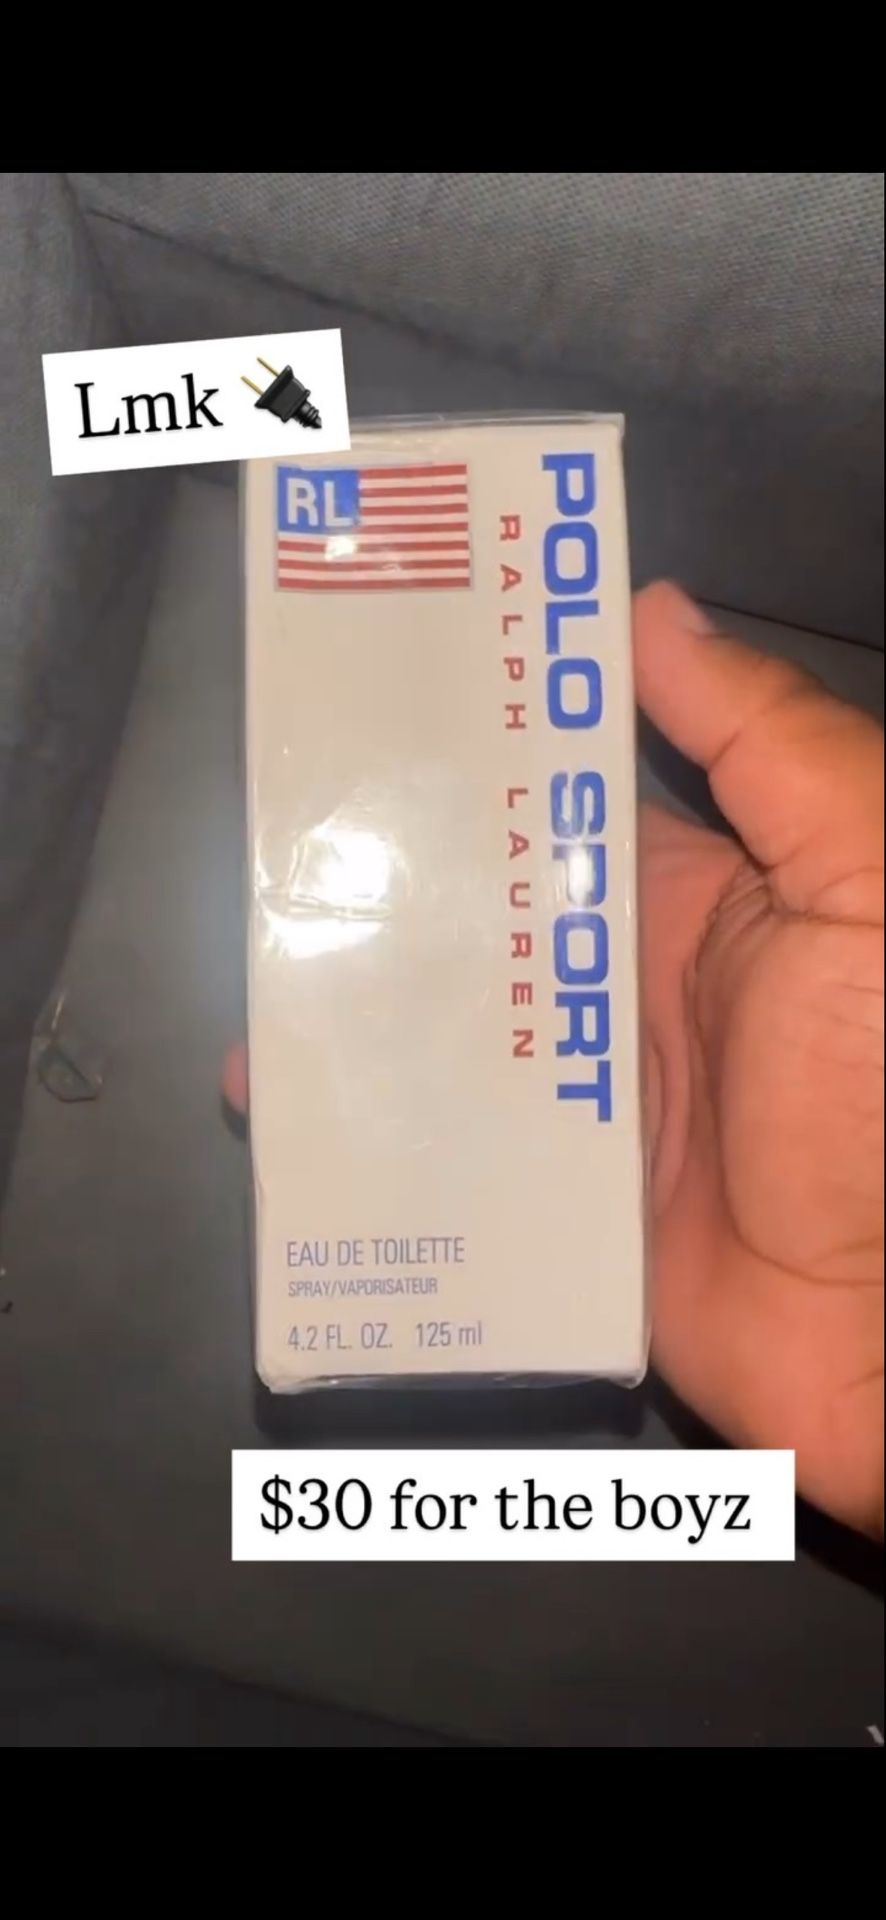 Lmk 🔌
RL
POLO SPORT
RALPH LAUREN
EAU DE TOILETTE
SPRAY/VAPORISATEUR
4.2 FL. OZ. 125 ml
$30 for the boyz